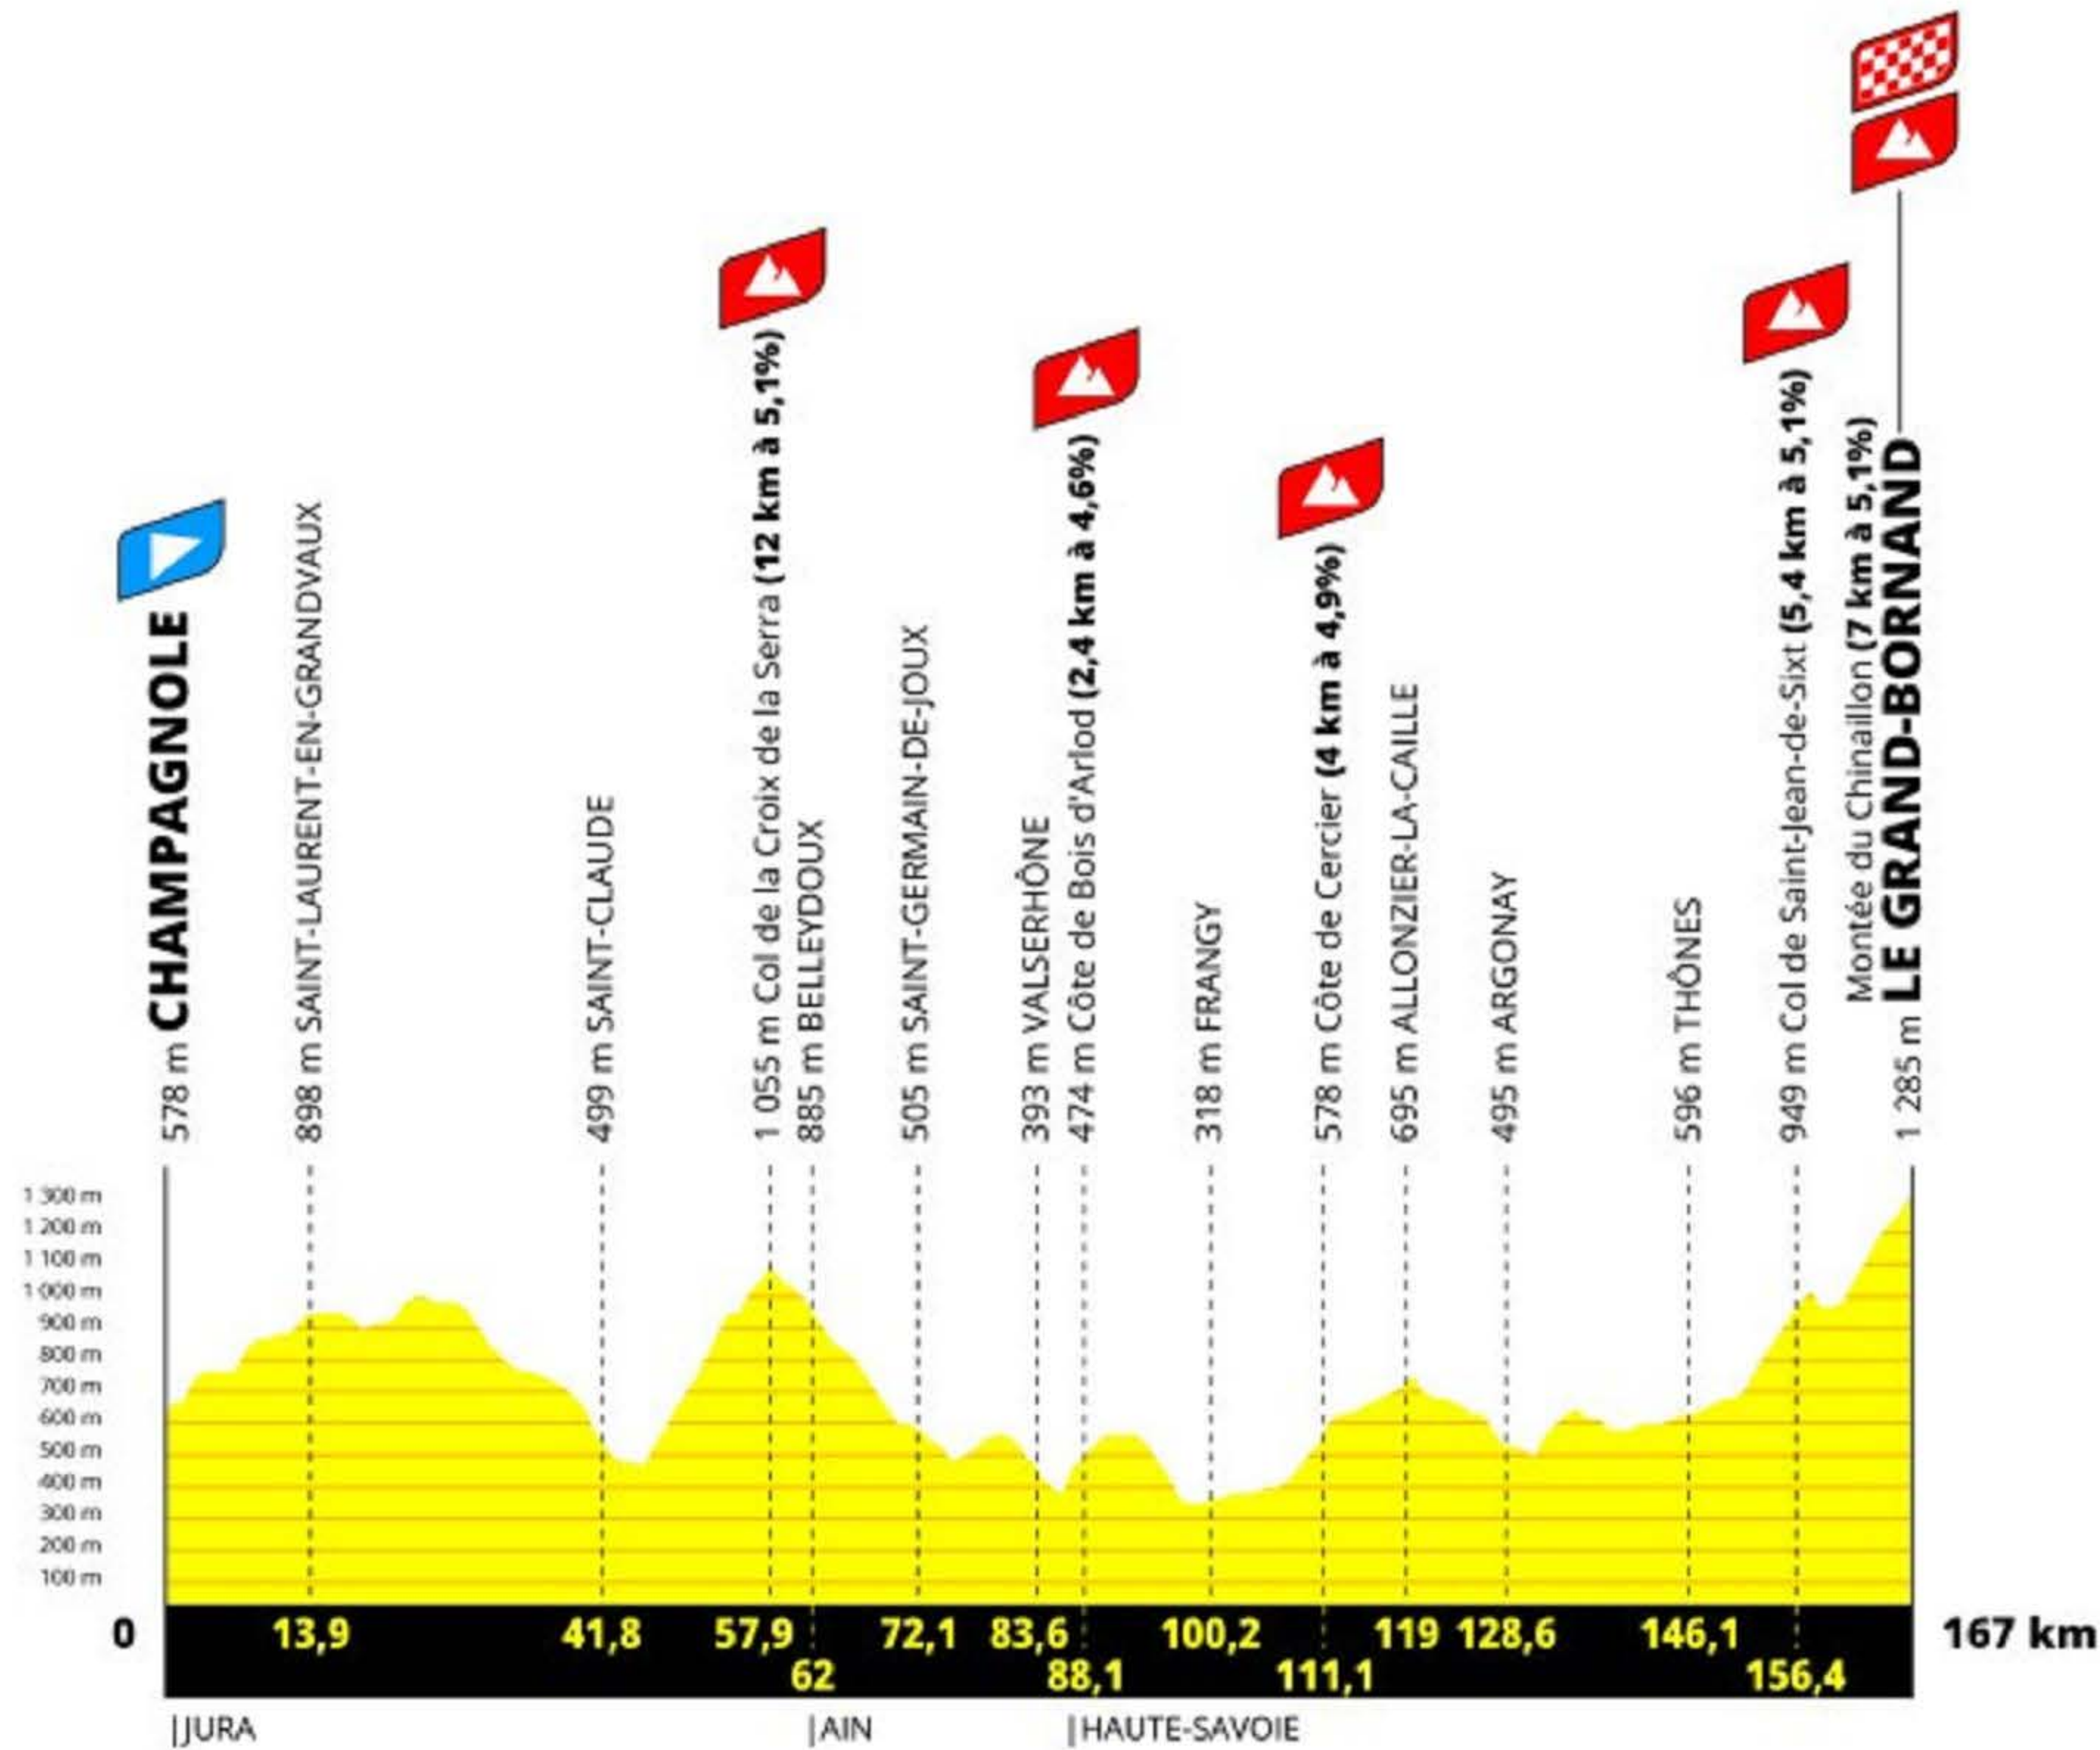 578 m CHAMPAGNOLE
898 m SAINT-LAURENT-EN-GRANDVAUX
499 m SAINT-CLAUDE
1 055 m Col de la Croix de la Serra (12 km à 5,1%)
885 m BELLEYDOUX
505 m SAINT-GERMAIN-DE-JOUX
393 m VALSERHÔNE
474 m Côte de Bois d'Arlod (2,4 km à 4,6%)
318 m FRANGY
578 m Côte de Cercier (4 km à 4,9%)
695 m ALLONZIER-LA-CAILLE
495 m ARGONAY
596 m THÔNES
949 m Col de Saint-Jean-de-Sixt (5,4 km à 5,1%)
Montée du Chinaillon (7 km à 5,1%)
1 285 m LE GRAND-BORNAND
1 300 m
1 200 m
1 100 m
1 000 m
900 m
800 m
700 m
600 m
500 m
400 m
300 m
200 m
100 m
0 13,9 41,8 57,9 72,1 83,6 100,2 119 128,6 146,1 167 km
62 88,1 111,1 156,4
|JURA |AIN |HAUTE-SAVOIE